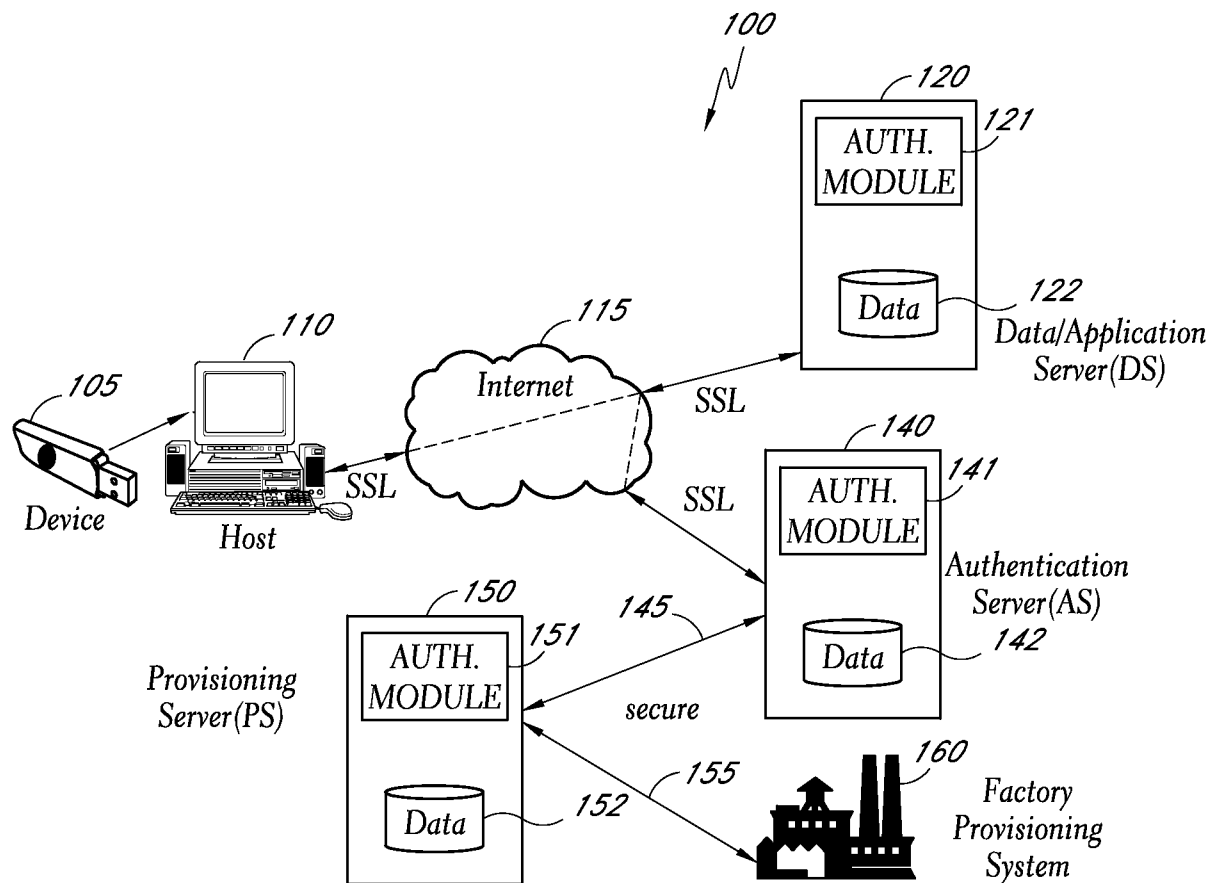 100
120
121
AUTH.
MODULE
Data
122
Data/Application
Server(DS)
115
Internet
110
105
SSL
SSL
Device
Host
140
141
AUTH.
MODULE
SSL
Authentication
Server(AS)
Data
142
150
145
151
AUTH.
MODULE
Provisioning
Server(PS)
secure
Data
152
155
160
Factory
Provisioning
System